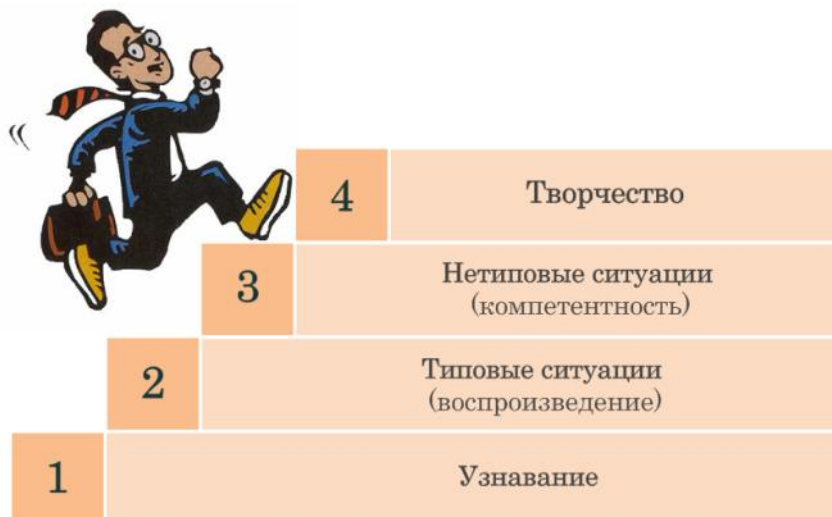 4 Творчество
3 Нетиповые ситуации
(компетентность)
2 Типовые ситуации
(воспроизведение)
1 Узнавание